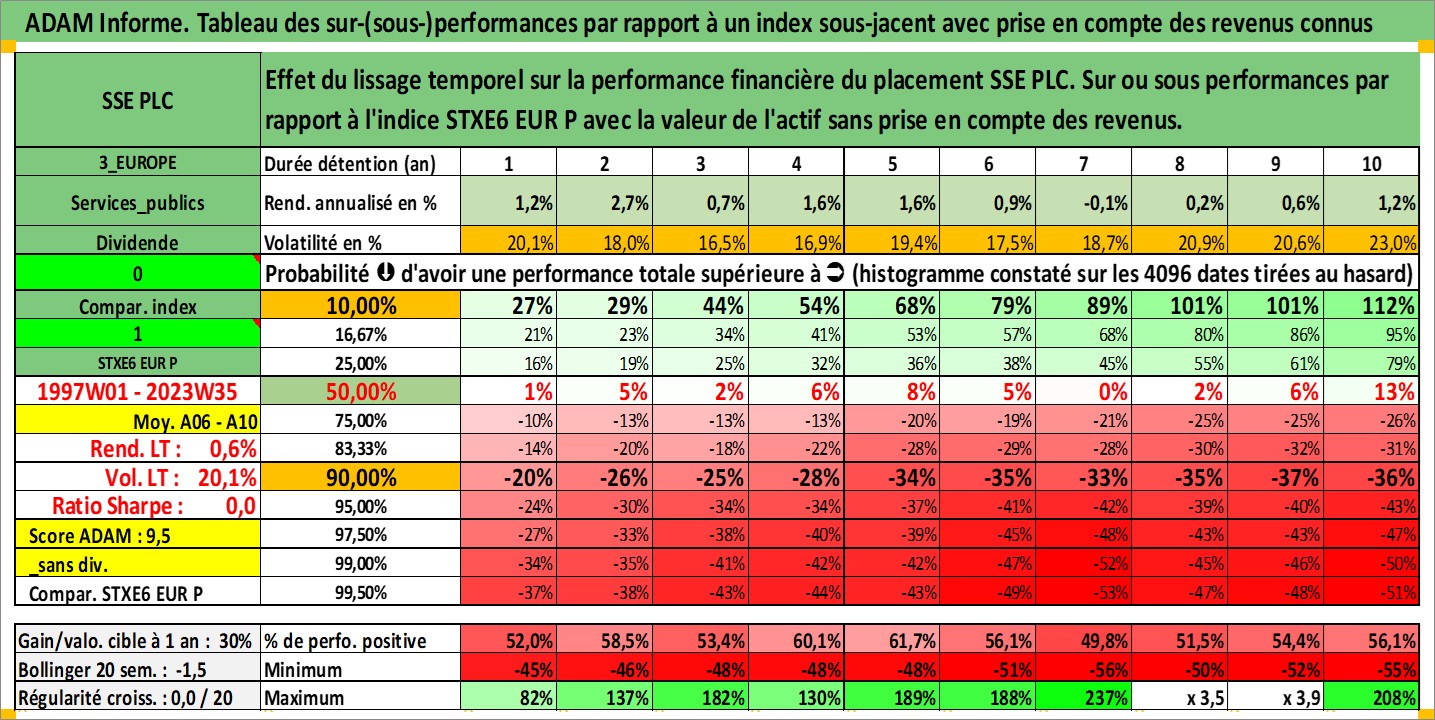 ADAM Informe. Tableau des sur-(sous-)performances par rapport à un index sous-jacent avec prise en compte des revenus connus
SSE PLC
Effet du lissage temporel sur la performance financière du placement SSE PLC. Sur ou sous performances par
rapport à l'indice STXE6 EUR P avec la valeur de l'actif sans prise en compte des revenus.
3_EUROPE Durée détention (an) 1 2 3 4 5 6 7 8 9 10
Services_publics Rend. annualisé en % 1,2% 2,7% 0,7% 1,6% 1,6% 0,9% -0,1% 0,2% 0,6% 1,2%
Dividende Volatilité en % 20,1% 18,0% 16,5% 16,9% 19,4% 17,5% 18,7% 20,9% 20,6% 23,0%
0 Probabilité ⮋ d'avoir une performance totale supérieure à ⮊ (histogramme constaté sur les 4096 dates tirées au hasard)
Compar. index 10,00% 27% 29% 44% 54% 68% 79% 89% 101% 101% 112%
1 16,67% 21% 23% 34% 41% 53% 57% 68% 80% 86% 95%
STXE6 EUR P 25,00% 16% 19% 25% 32% 36% 38% 45% 55% 61% 79%
1997W01 - 2023W35 50,00% 1% 5% 2% 6% 8% 5% 0% 2% 6% 13%
Moy. A06 - A10 75,00% -10% -13% -13% -13% -20% -19% -21% -25% -25% -26%
Rend. LT : 0,6% 83,33% -14% -20% -18% -22% -28% -29% -28% -30% -32% -31%
Vol. LT : 20,1% 90,00% -20% -26% -25% -28% -34% -35% -33% -35% -37% -36%
Ratio Sharpe : 0,0 95,00% -24% -30% -34% -34% -37% -41% -42% -39% -40% -43%
Score ADAM : 9,5 97,50% -27% -33% -38% -40% -39% -45% -48% -43% -43% -47%
_sans div. 99,00% -34% -35% -41% -42% -42% -47% -52% -45% -46% -50%
Compar. STXE6 EUR P 99,50% -37% -38% -43% -44% -43% -49% -53% -47% -48% -51%
Gain/valo. cible à 1 an : 30% % de perfo. positive 52,0% 58,5% 53,4% 60,1% 61,7% 56,1% 49,8% 51,5% 54,4% 56,1%
Bollinger 20 sem. : -1,5 Minimum -45% -46% -48% -48% -48% -51% -56% -50% -52% -55%
Régularité croiss. : 0,0 / 20 Maximum 82% 137% 182% 130% 189% 188% 237% x 3,5 x 3,9 208%